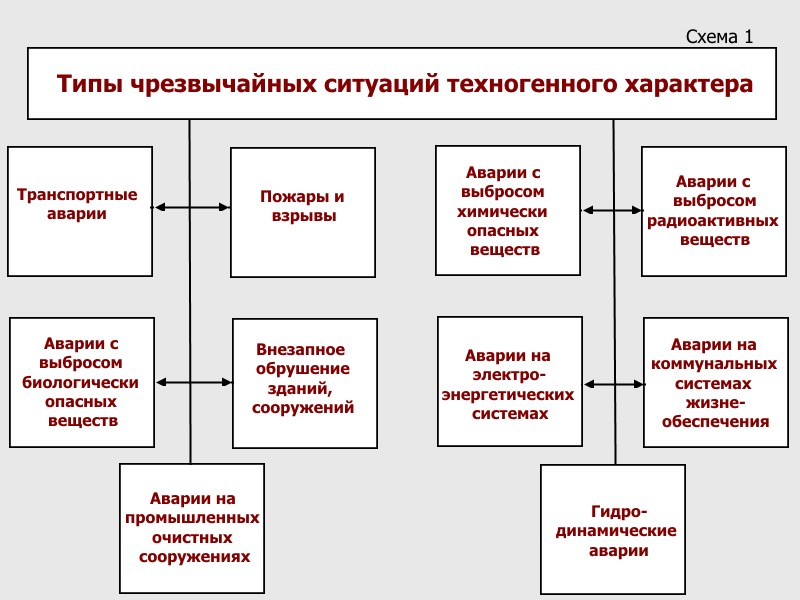 Схема 1
Типы чрезвычайных ситуаций техногенного характера
Транспортные
аварии
Пожары и
взрывы
Аварии с
выбросом
химически
опасных
веществ
Аварии с
выбросом
радиоактивных
веществ
Аварии с
выбросом
биологически
опасных
веществ
Внезапное
обрушение
зданий,
сооружений
Аварии на
электро-
энергетических
системах
Аварии на
коммунальных
системах
жизне-
обеспечения
Аварии на
промышленных
очистных
сооружениях
Гидро-
динамические
аварии